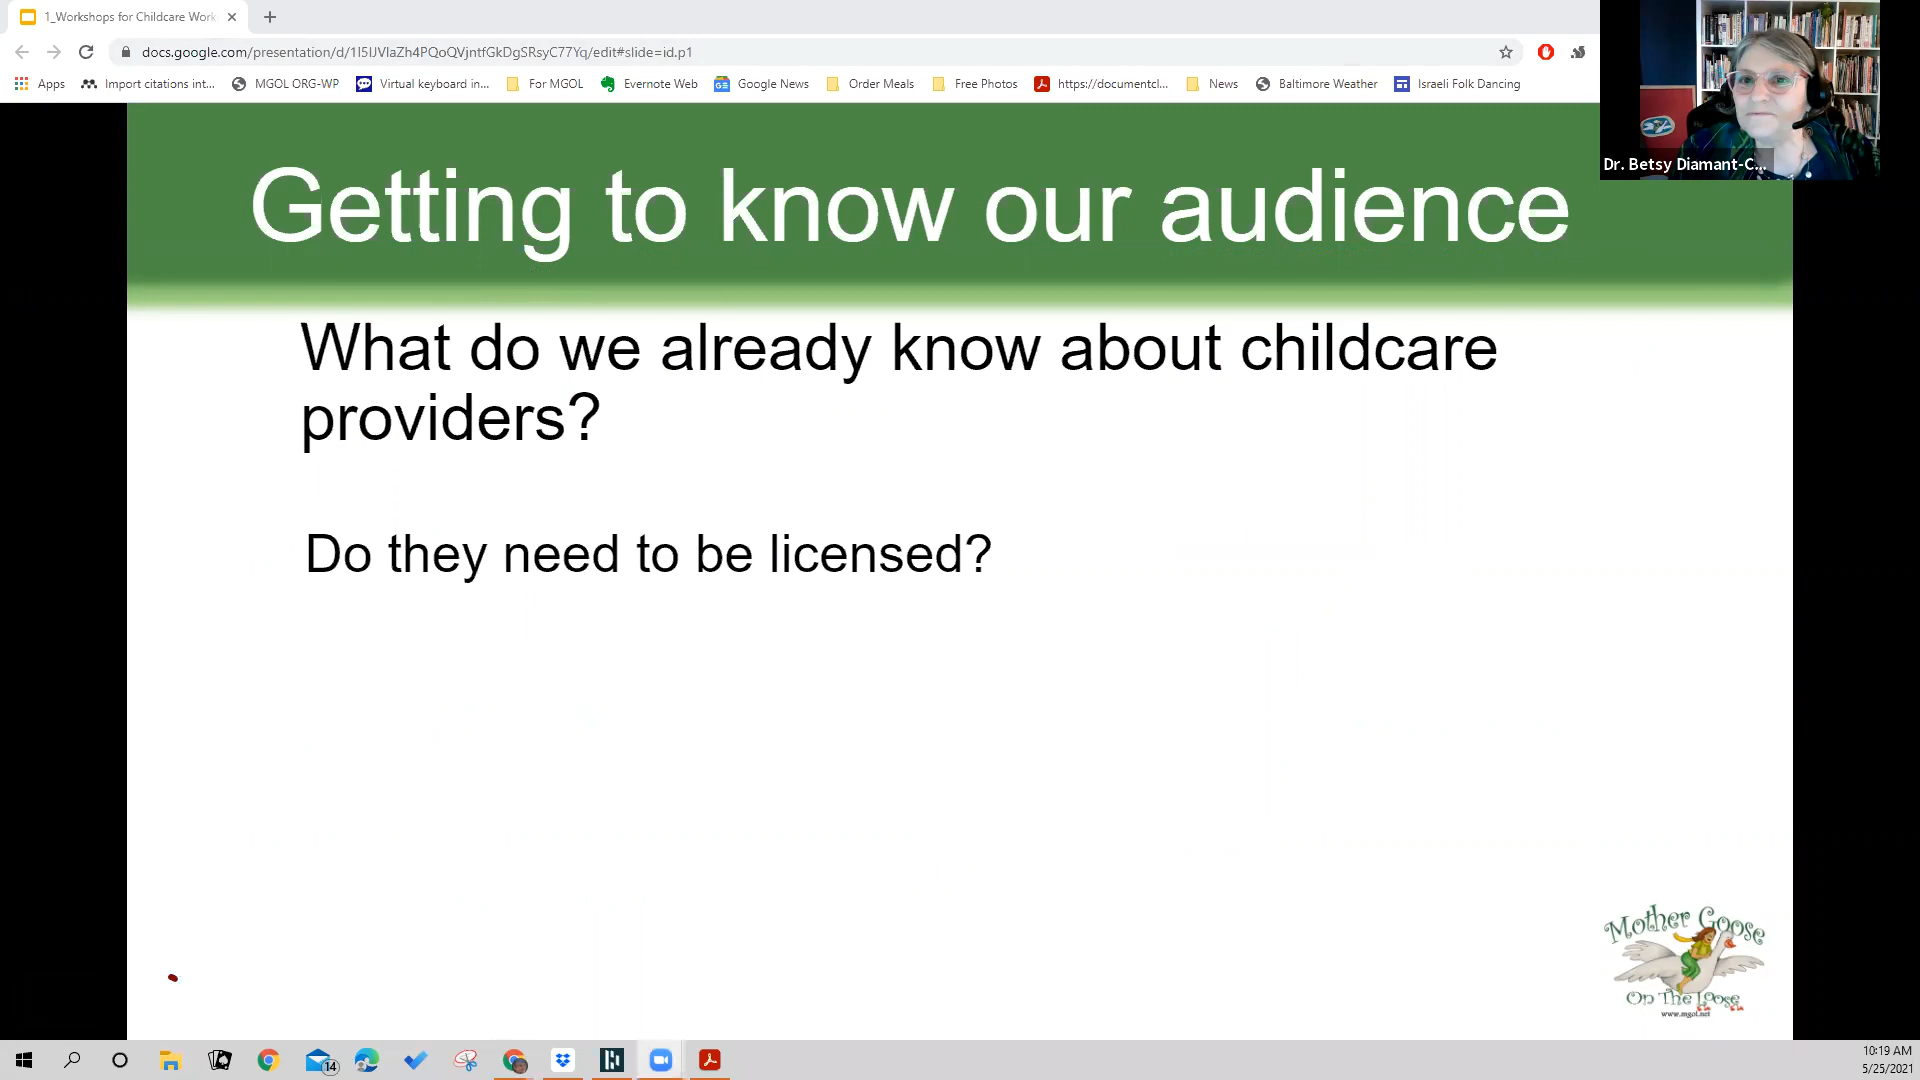 1_Workshops for Childcare Work
docs.google.com/presentation/d/1I5IJVIaZh4PQoQVjntfGkDgSRsyC77Yq/edit#slide=id.p1
Apps Import citations int... MGOL ORG-WP Virtual keyboard in... For MGOL Evernote Web Google News Order Meals Free Photos https://documentcl... News Baltimore Weather Israeli Folk Dancing
Dr. Betsy Diamant-C...
Getting to know our audience
What do we already know about childcare
providers?
Do they need to be licensed?
Mother Goose
On The Loose
www.mgol.net
14
10:19 AM
5/25/2021